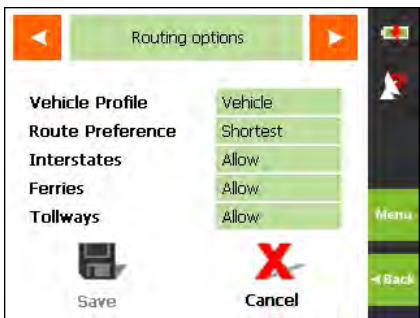 Routing options
Vehicle Profile Vehicle
Route Preference Shortest
Interstates Allow
Ferries Allow
Tollways Allow
Menu
Save Cancel
◄Back